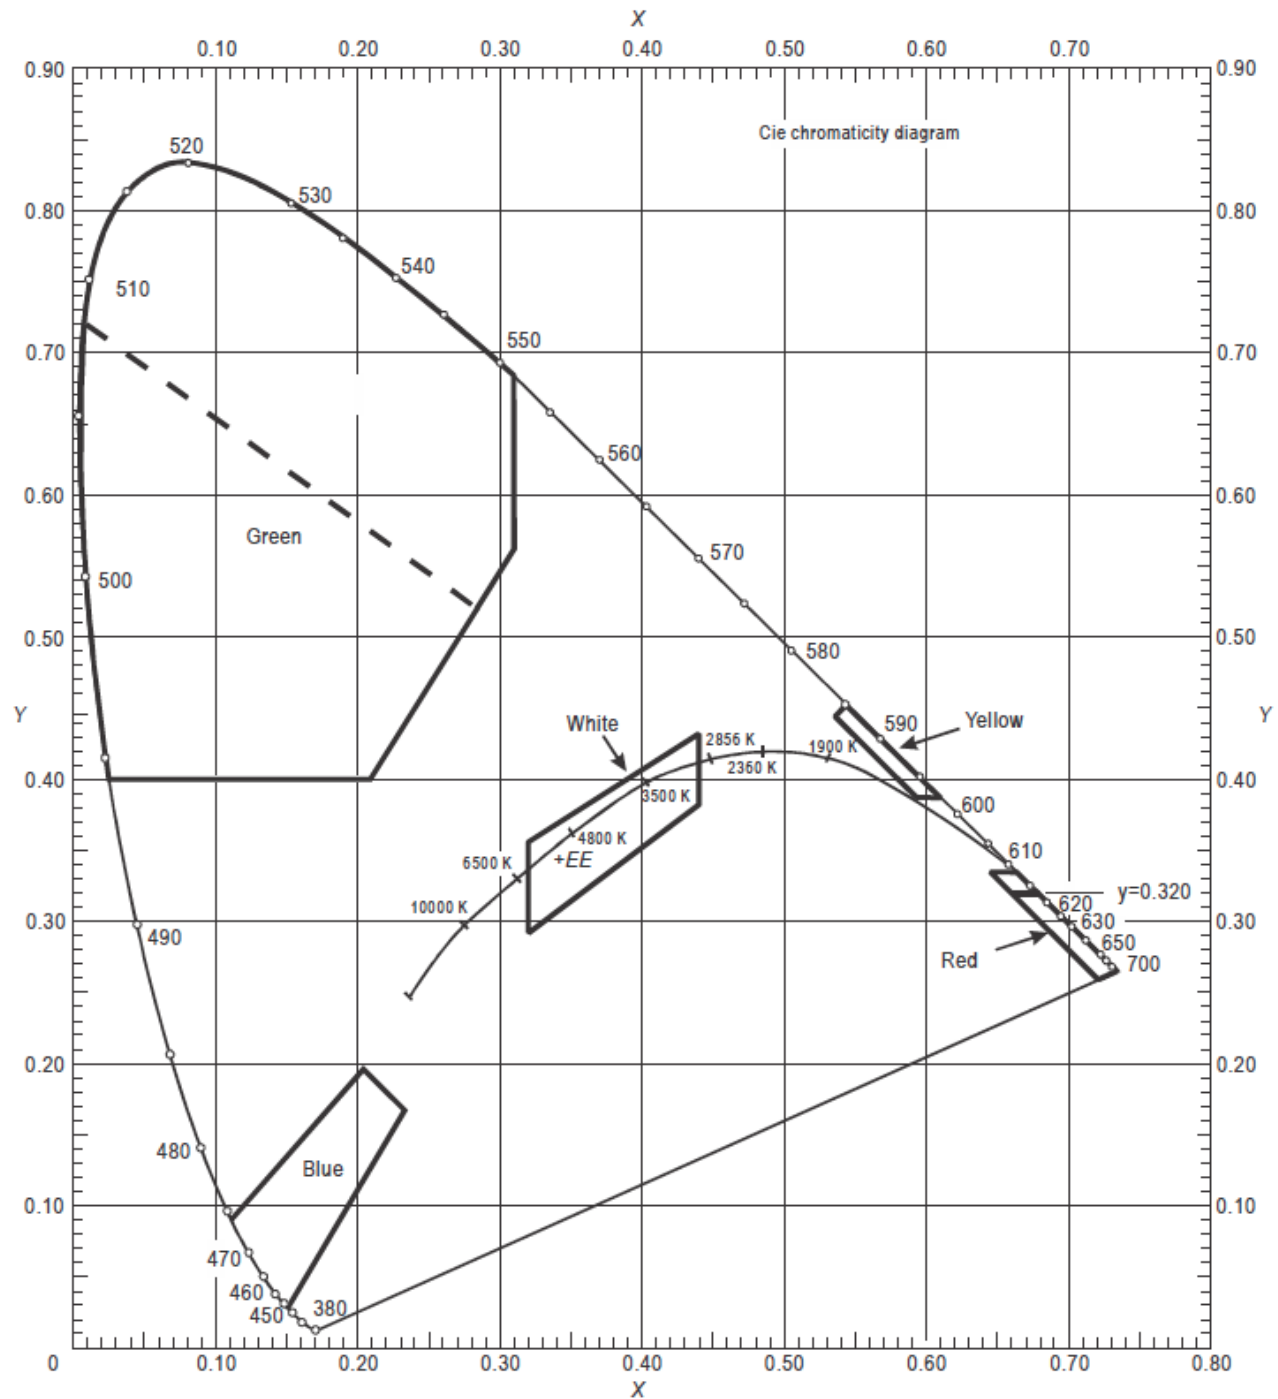 X
0.10 0.20 0.30 0.40 0.50 0.60 0.70
0.90 0.90
Cie chromaticity diagram
520
530
0.80 0.80
540
510
550
0.70 0.70
560
0.60 0.60
Green
570
500
0.50 580 0.50
Y White 590 Yellow Y
2856 K 1900 K
2360 K
0.40 0.40
3500 K 600
4800 K
6500 K +EE 610
10000 K y=0.320
620
0.30 630 0.30
490 650
Red 700
0.20 0.20
480
Blue
0.10 0.10
470
460
450 380
0 0.10 0.20 0.30 0.40 0.50 0.60 0.70 0.80
X